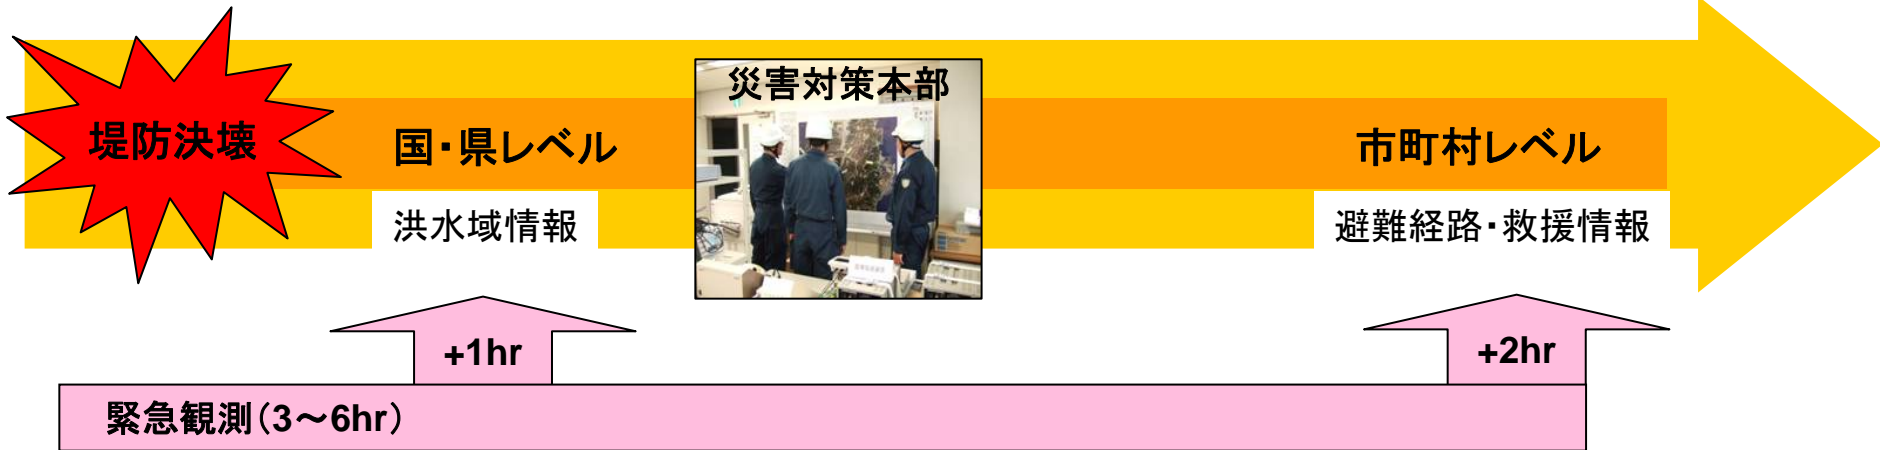 災害対策本部
堤防決壊
国・県レベル
市町村レベル
洪水域情報
避難経路・救援情報
+1hr
+2hr
緊急観測（3～6hr）